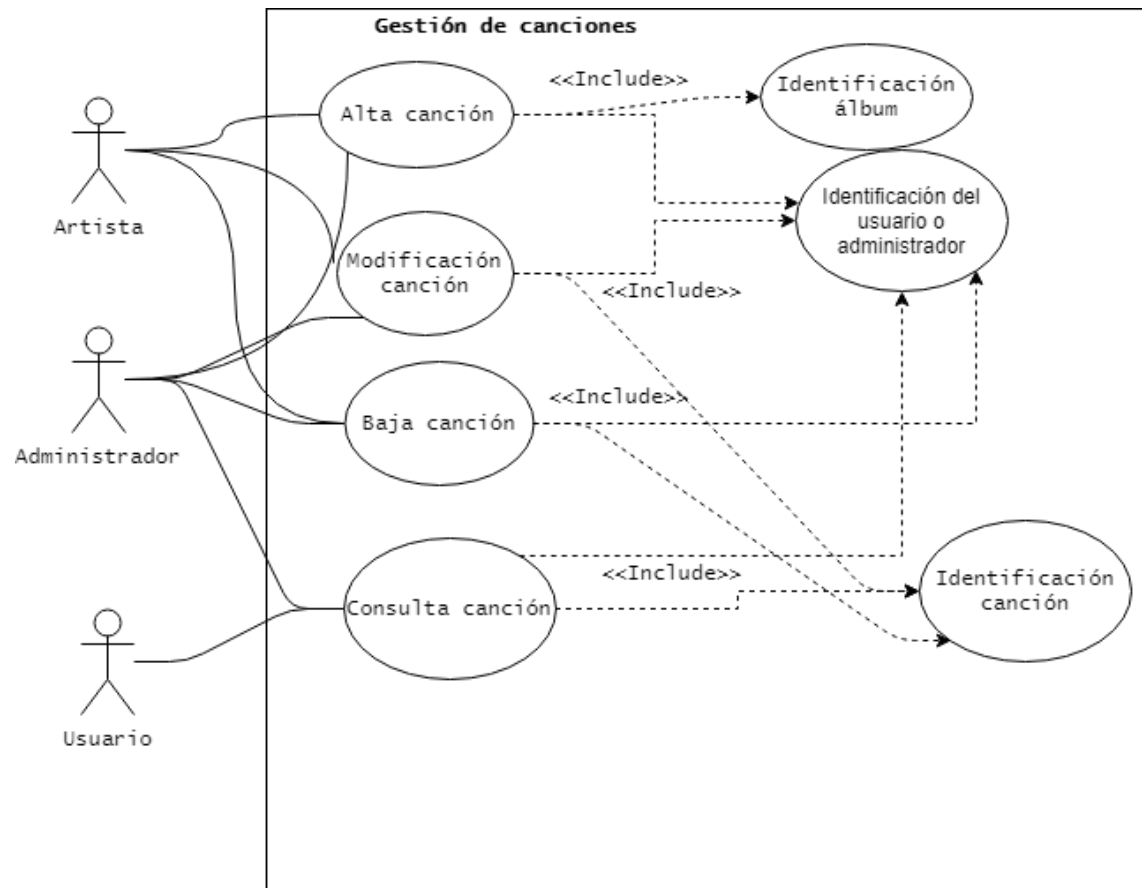 Gestión de canciones
<<Include>>
Identificación
álbum
Alta canción
Artista
Identificación del
usuario o
administrador
Modificación
canción
<<Include>>
Administrador
<<Include>>
Baja canción
<<Include>>
Identificación
canción
Consulta canción
Usuario